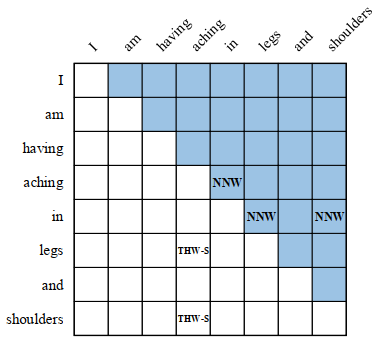 I am having aching in legs and shoulders
I
am
having
aching NNW
in NNW NNW
legs THW-S
and
shoulders THW-S